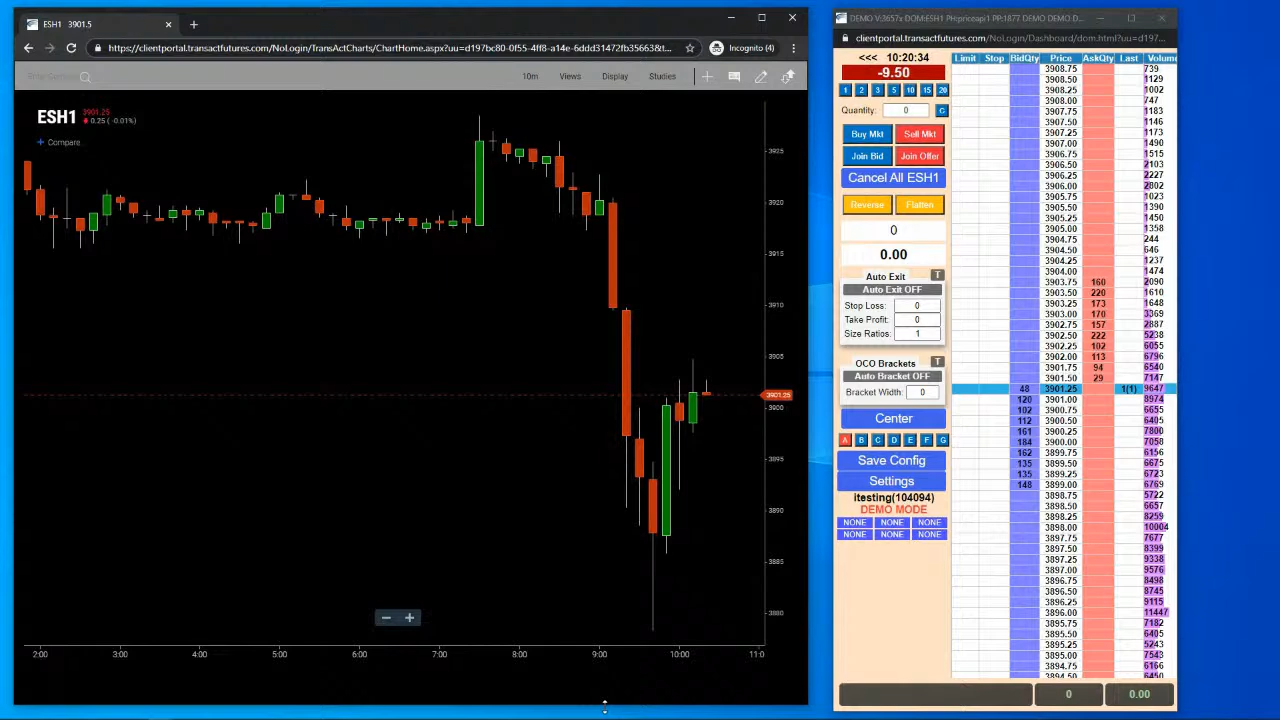 ESH1 3901.5
https://clientportal.transactfutures.com/NoLogin/TransActCharts/ChartHome.aspx?uu=d197bc80-0f55-4ff8-a14e-6ddd31472fb35663&t...
Incognito (4)
10m Views Display Studies
ESH1 3901.25
0.25 (-0.01%)
+ Compare
3925
3920
3915
3910
3905
3901.25
3900
3895
3890
3885
3880
2:00 3:00 4:00 5:00 6:00 7:00 8:00 9:00 10:00 11:0
DEMO V:3657x DOM:ESH1 PH:priceapi1 PP:1877 DEMO DEMO D...
clientportal.transactfutures.com/NoLogin/Dashboard/dom.html?uu=d197...
<<< 10:20:34
-9.50
1 2 3 5 10 15 20
Quantity: 0 C
Buy Mkt Sell Mkt
Join Bid Join Offer
Cancel All ESH1
Reverse Flatten
0
0.00
Auto Exit T
Auto Exit OFF
Stop Loss: 0
Take Profit: 0
Size Ratios: 1
OCO Brackets T
Auto Bracket OFF
Bracket Width: 0
Center
A B C D E F G
Save Config
Settings
itesting(104094)
DEMO MODE
NONE NONE NONE
NONE NONE NONE
Limit Stop BidQty Price AskQty Last Volume
3908.75 739
3908.50 1129
3908.25 1002
3908.00 747
3907.75 1183
3907.50 1146
3907.25 1173
3907.00 1490
3906.75 1515
3906.50 2103
3906.25 2227
3906.00 2802
3905.75 1023
3905.50 1390
3905.25 1450
3905.00 1358
3904.75 244
3904.50 646
3904.25 1237
3904.00 1474
3903.75 160 2090
3903.50 220 1610
3903.25 173 1648
3903.00 170 3369
3902.75 157 2887
3902.50 222 5238
3902.25 102 6055
3902.00 113 6796
3901.75 94 6540
3901.50 29 7147
48 3901.25 1(1) 9647
120 3901.00 8974
102 3900.75 6655
112 3900.50 6405
161 3900.25 7800
184 3900.00 7058
162 3899.75 6156
135 3899.50 6675
135 3899.25 6723
148 3899.00 6769
3898.75 5722
3898.50 6657
3898.25 8259
3898.00 10004
3897.75 7677
3897.50 8399
3897.25 9338
3897.00 9576
3896.75 8498
3896.50 8745
3896.25 9115
3896.00 11447
3895.75 7182
3895.50 6405
3895.25 5243
3895.00 7543
3894.75 6166
3894.50 6450
0 0.00